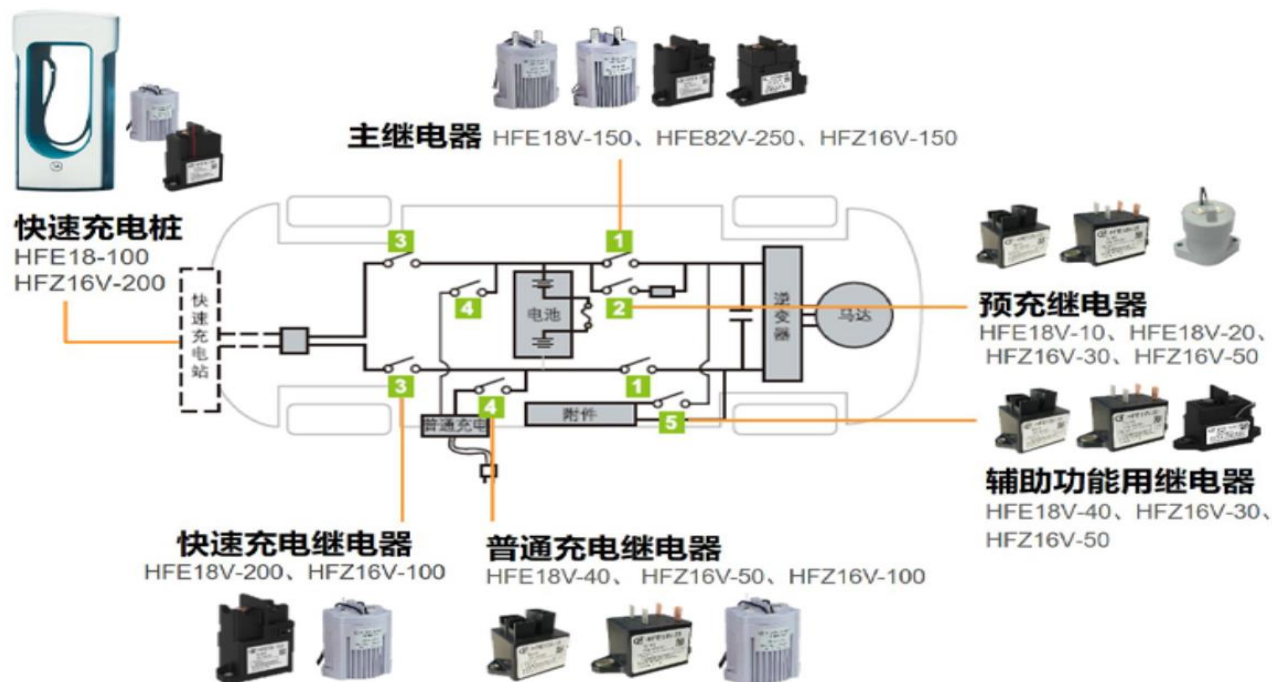 主继电器 HFE18V-150、HFE82V-250、HFZ16V-150
快速充电桩
HFE18-100
HFZ16V-200
快速充电站
3
1
4
2
电池
逆变器
马达
预充继电器
HFE18V-10、HFE18V-20、
HFZ16V-30、HFZ16V-50
3
1
4
5
普通充电
附件
辅助功能用继电器
HFE18V-40、HFZ16V-30、
HFZ16V-50
快速充电继电器
HFE18V-200、HFZ16V-100
普通充电继电器
HFE18V-40、 HFZ16V-50、HFZ16V-100